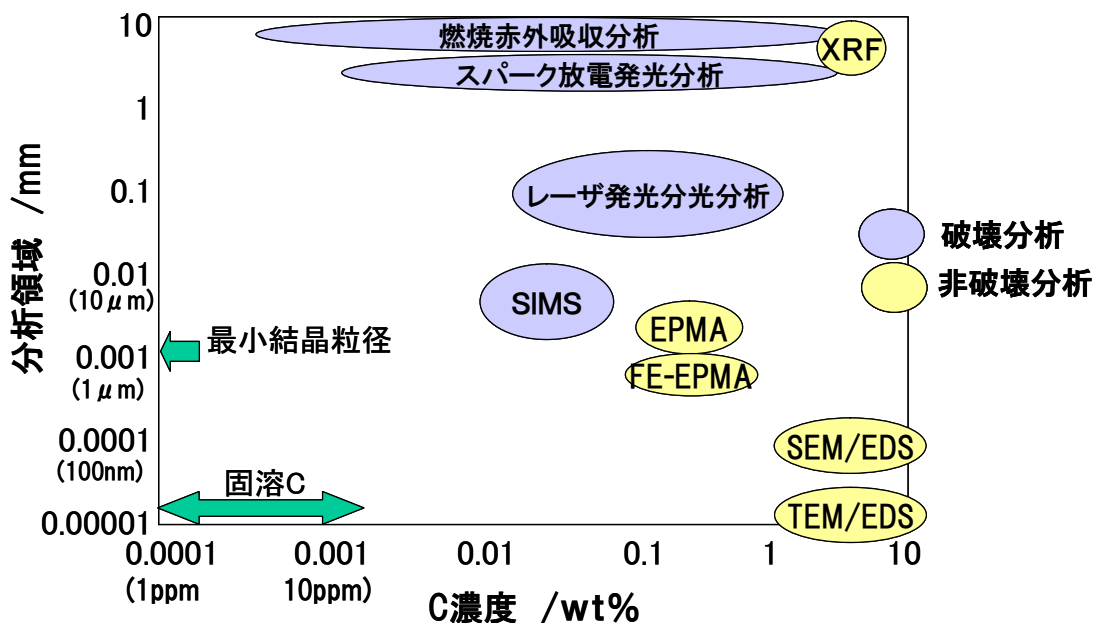 10
燃焼赤外吸収分析
XRF
スパーク放電発光分析
1
分析領域 /mm
0.1
レーザ発光分光分析
破壊分析
0.01
(10μm)
SIMS
非破壊分析
EPMA
最小結晶粒径
0.001
(1μm)
FE-EPMA
0.0001
(100nm)
SEM/EDS
固溶C
0.00001
TEM/EDS
0.0001 0.001 0.01 0.1 1 10
(1ppm 10ppm)
C濃度 /wt%